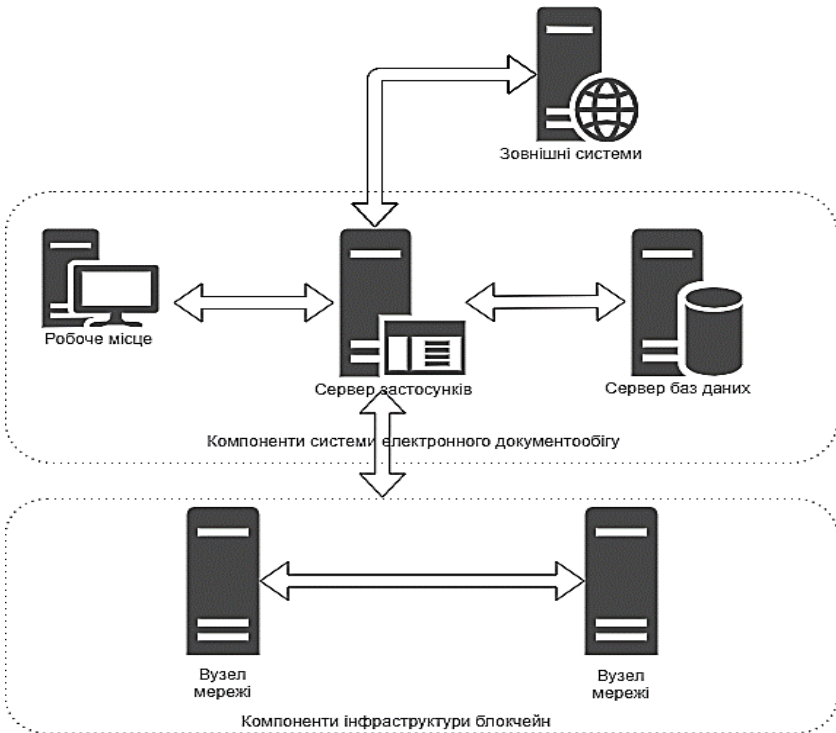 Зовнішні системи
Робоче місце
Сервер застосунків
Сервер баз даних
Компоненти системи електронного документообігу
Вузел
мережі
Вузел
мережі
Компоненти інфраструктури блокчейн